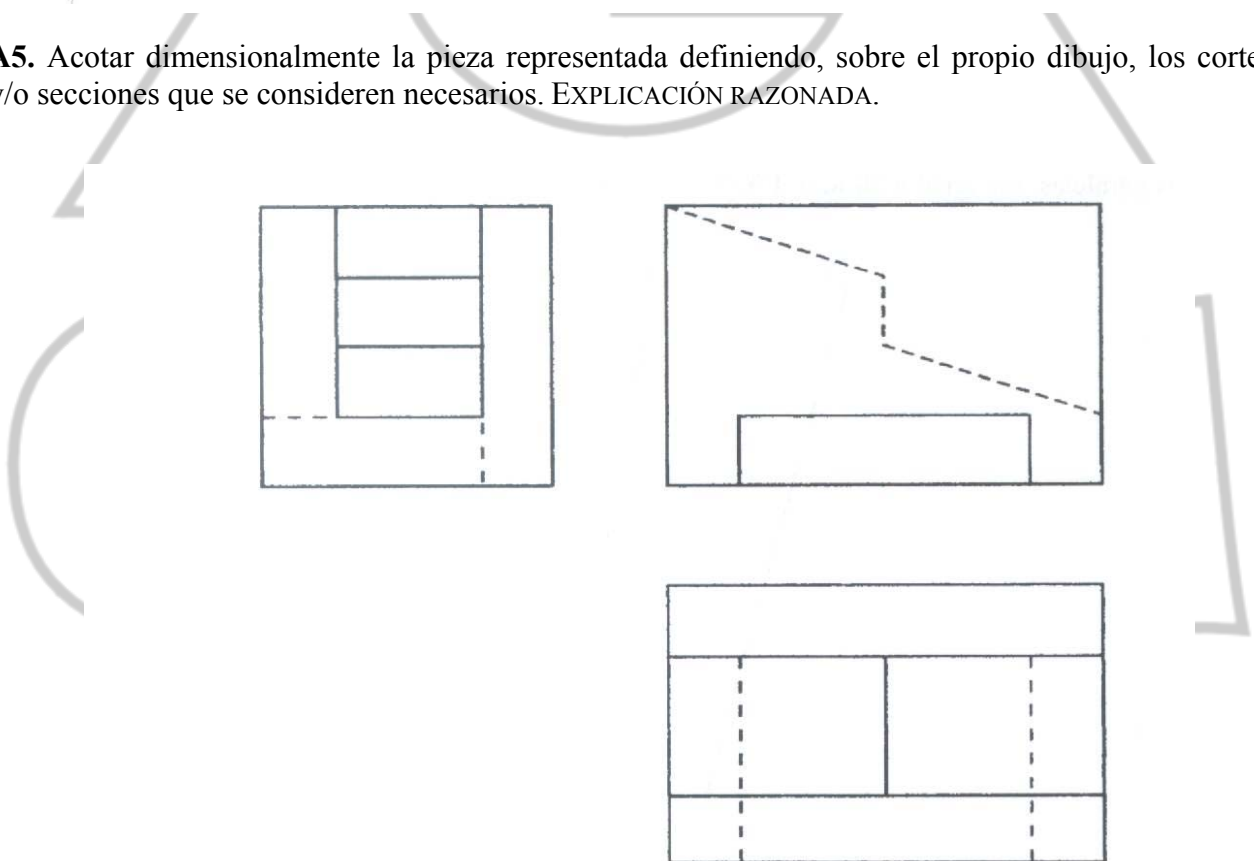 A5. Acotar dimensionalmente la pieza representada definiendo, sobre el propio dibujo, los corte
y/o secciones que se consideren necesarios. EXPLICACIÓN RAZONADA.